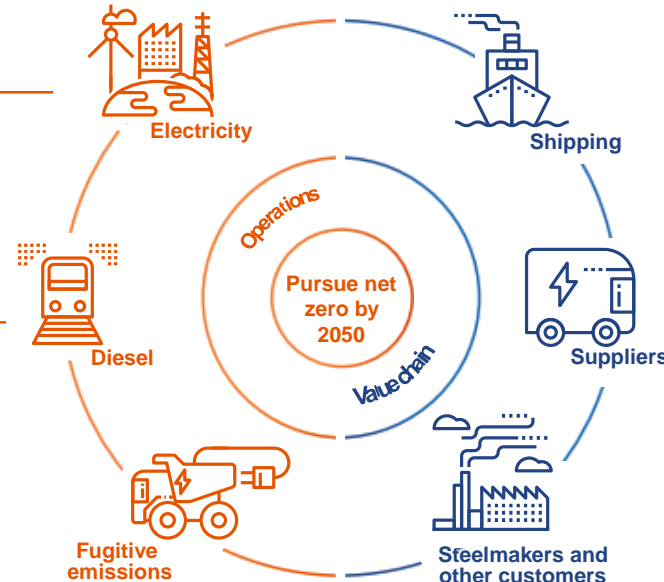 Electricity
Shipping
Operations
Pursue net
zero by
2050
Diesel
Suppliers
Value chain
Fugitive
emissions
Steelmakers and
other customers